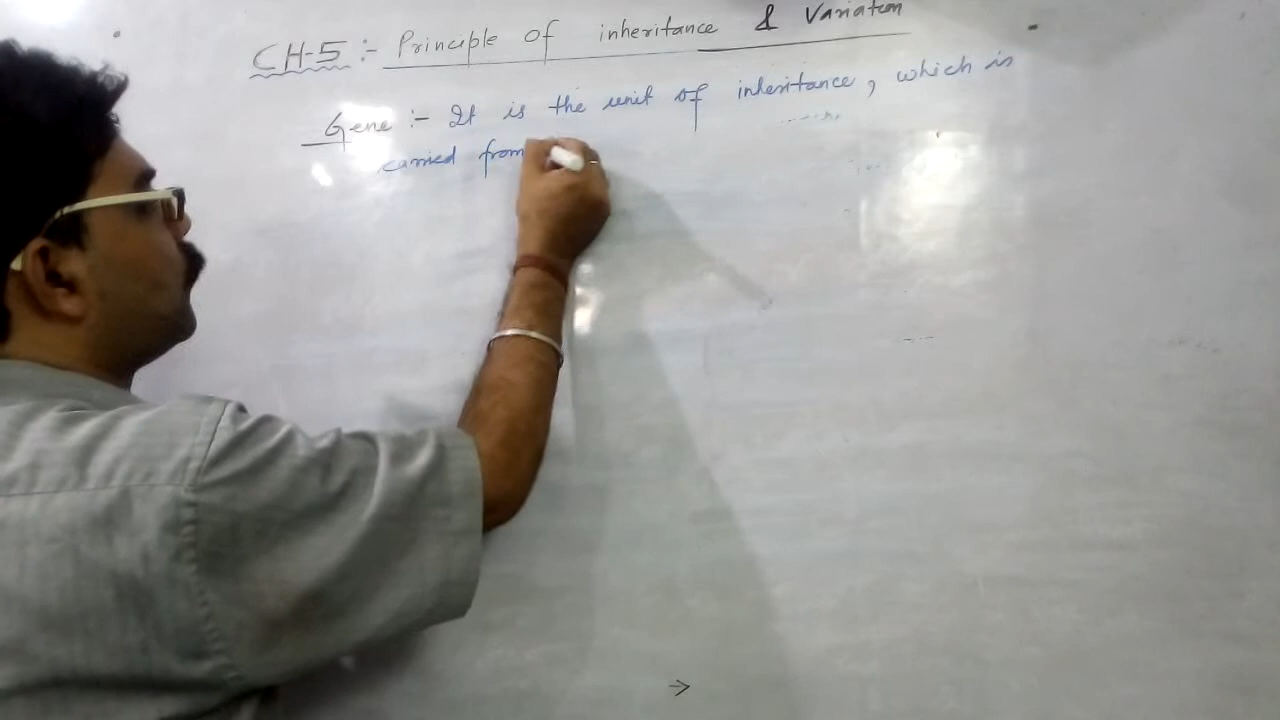 CH-5 :- Principle of inheritance & Variation
Gene :- It is the unit of inheritance, which is
carried from